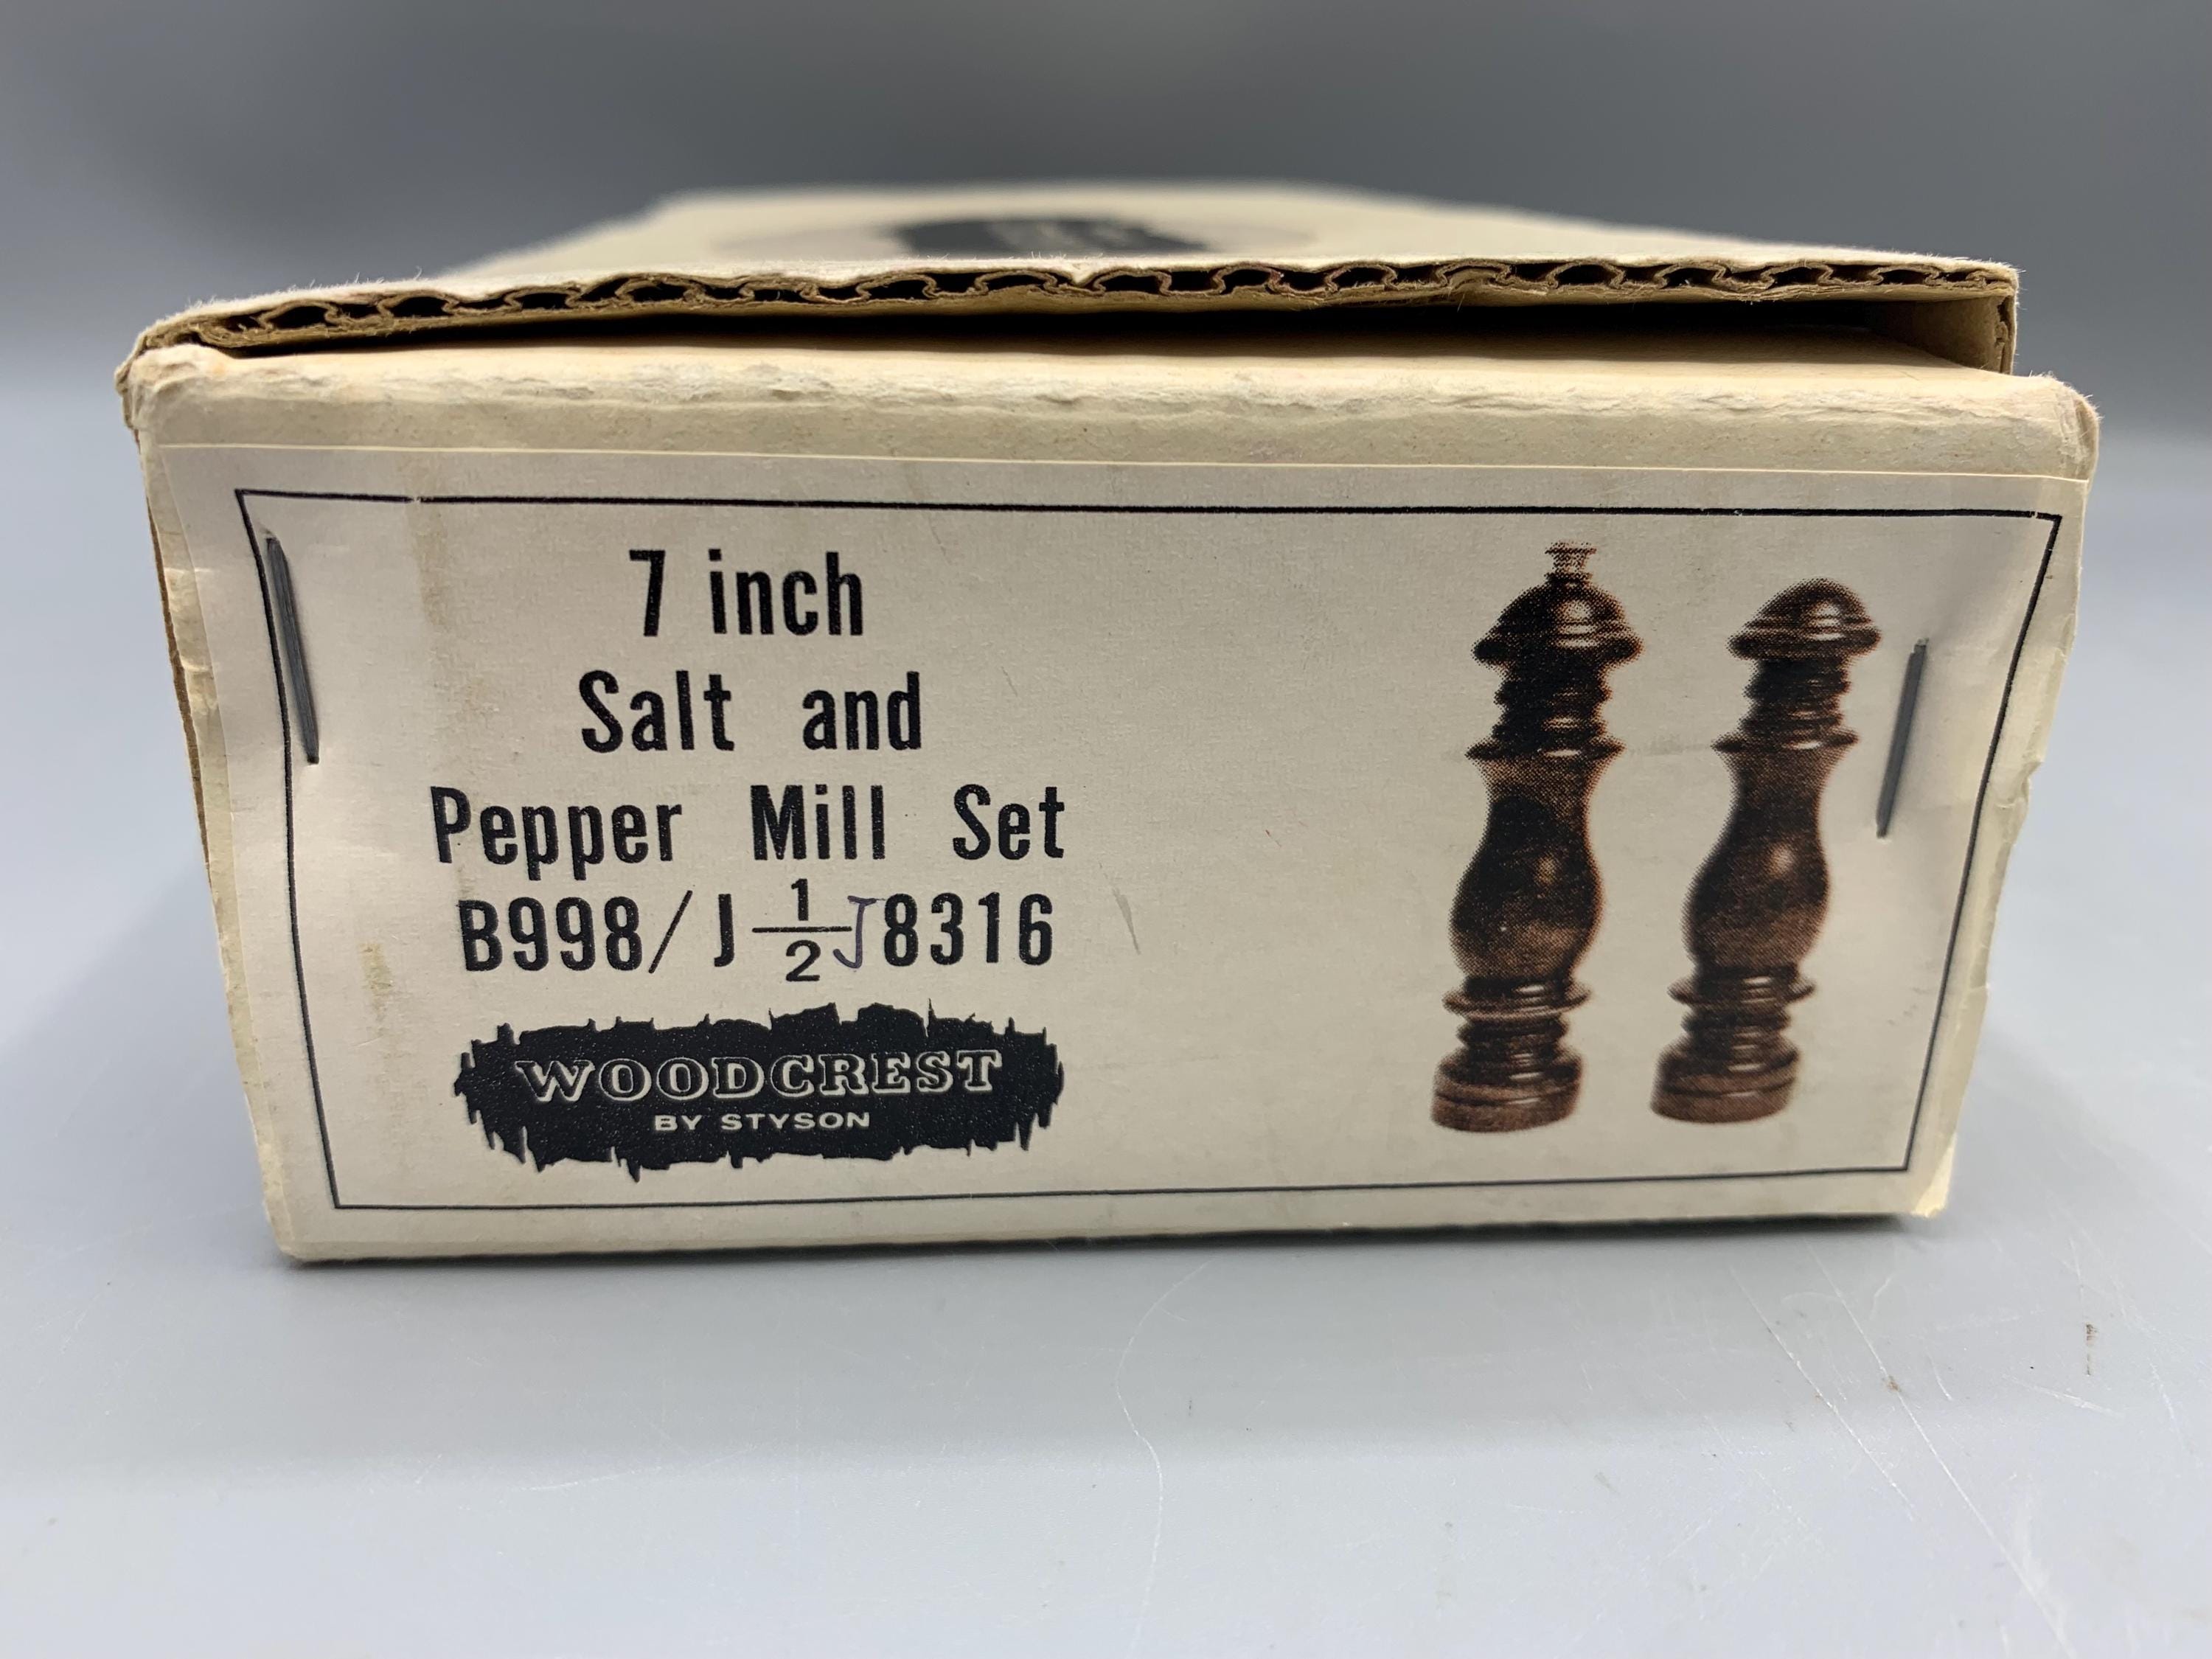 7 inch
Salt and
Pepper Mill Set
B998/J 1/2 J8316
WOODCREST
BY STYSON